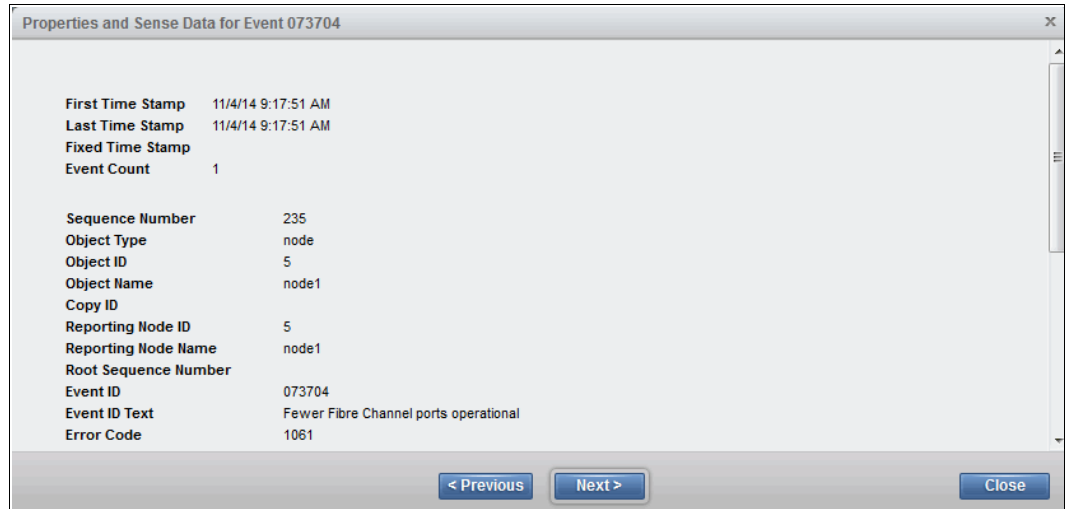 Properties and Sense Data for Event 073704 x
First Time Stamp 11/4/14 9:17:51 AM
Last Time Stamp 11/4/14 9:17:51 AM
Fixed Time Stamp
Event Count 1
Sequence Number 235
Object Type node
Object ID 5
Object Name node1
Copy ID
Reporting Node ID 5
Reporting Node Name node1
Root Sequence Number
Event ID 073704
Event ID Text Fewer Fibre Channel ports operational
Error Code 1061
< Previous Next > Close